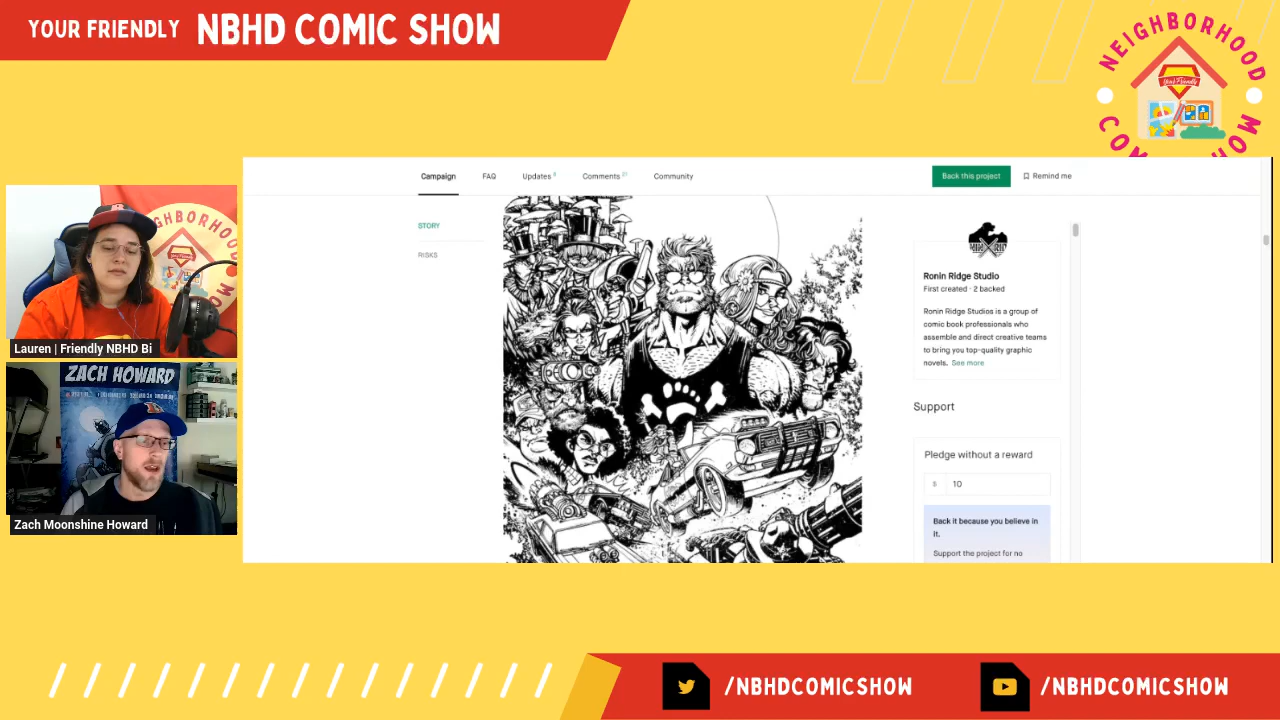 YOUR FRIENDLY NBHD COMIC SHOW
NEIGHBORHOOD
Your Friendly
Campaign FAQ Updates Comments Community Back this project Remind me
STORY
RISKS
Ronin Ridge Studio
First created · 2 backed
Ronin Ridge Studios is a group of
comic book professionals who
assemble and direct creative teams
to bring you top-quality graphic
novels. See more
Support
Pledge without a reward
$ 10
Back it because you believe in
it.
Support the project for no
Lauren | Friendly NBHD Bi
ZACH HOWARD
Zach Moonshine Howard
/NBHDCOMICSHOW /NBHDCOMICSHOW